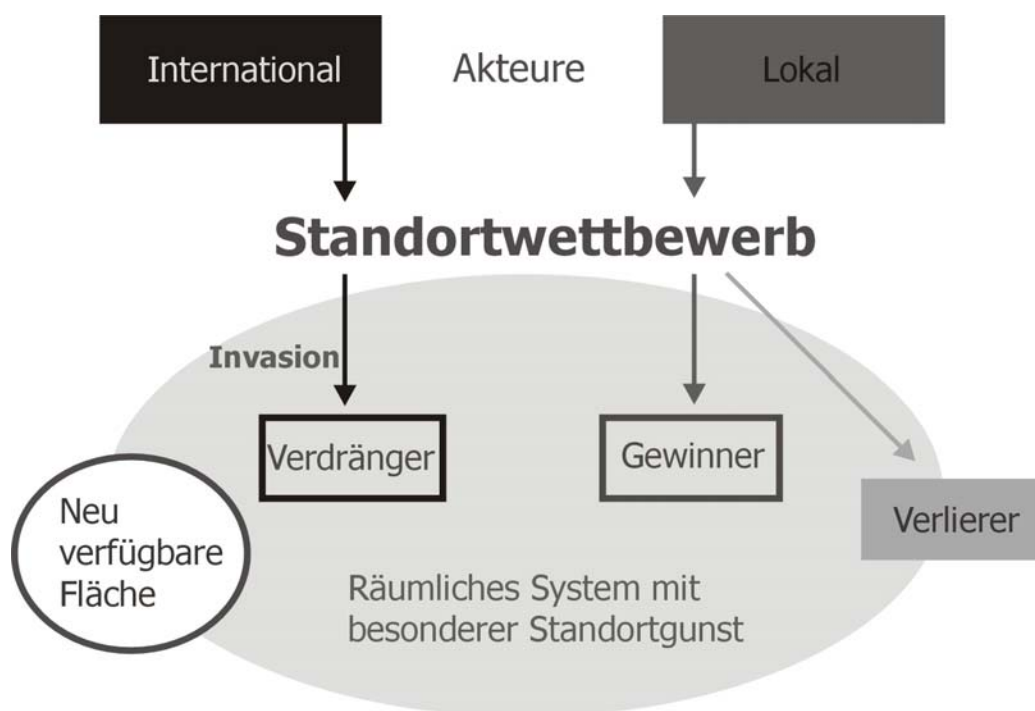 International
Akteure
Lokal
Standortwettbewerb
Invasion
Verdränger
Gewinner
Neu
verfügbare
Fläche
Verlierer
Räumliches System mit
besonderer Standortgunst